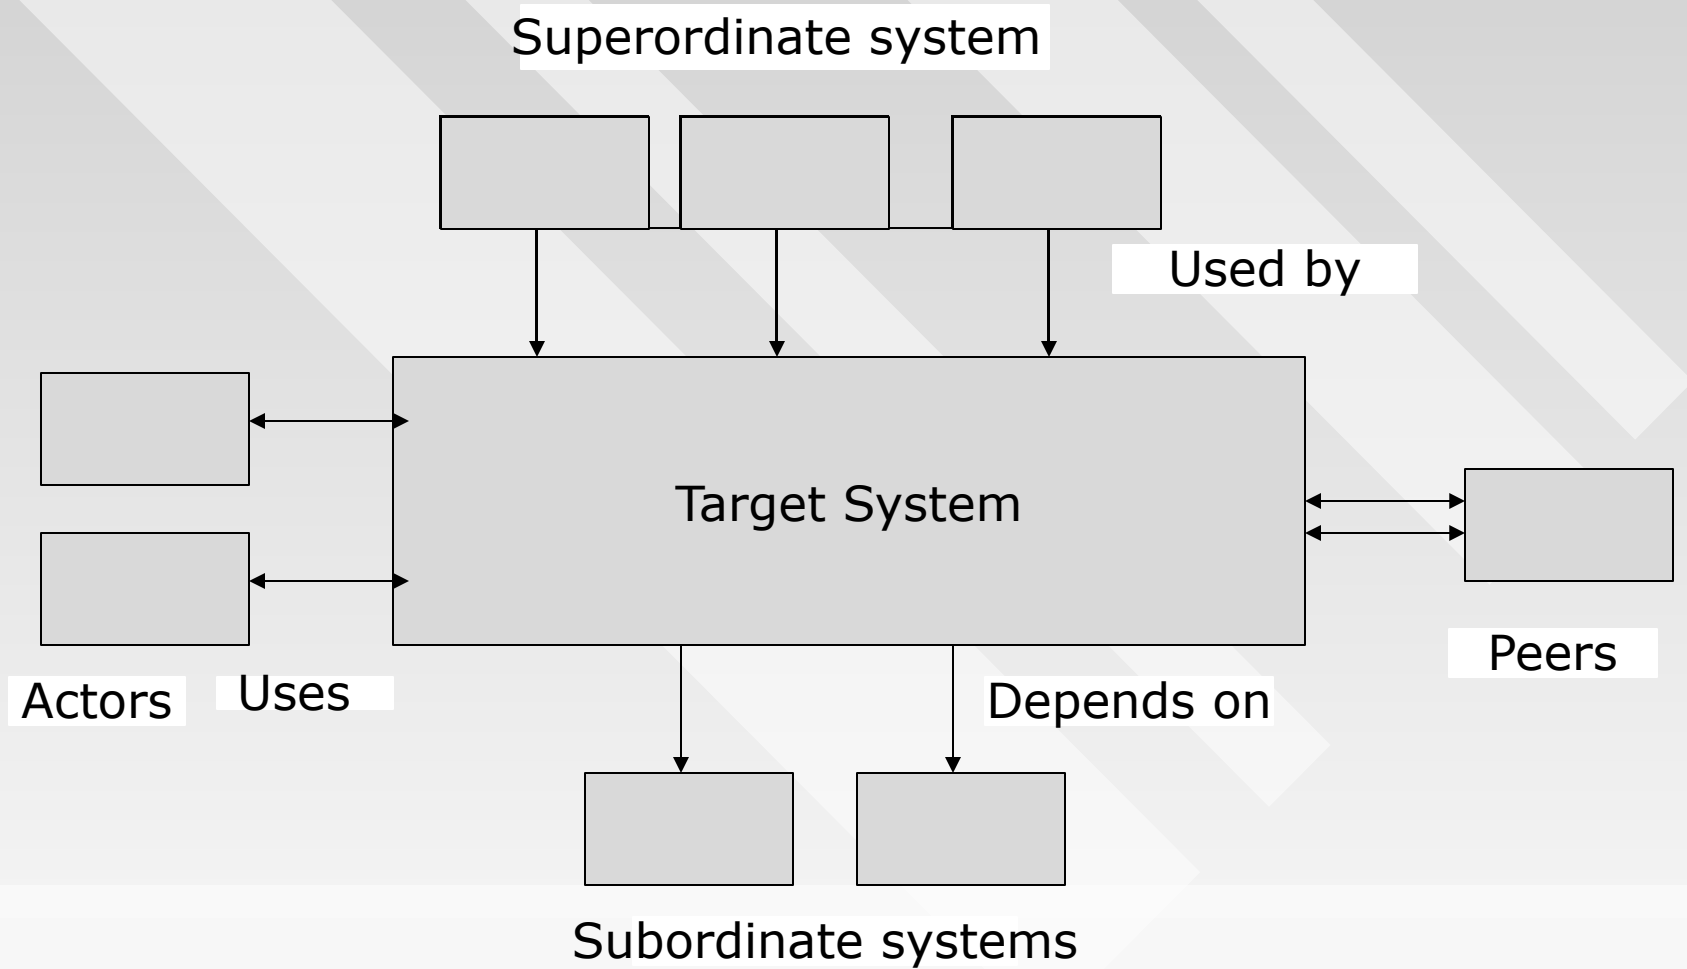 Superordinate system
Used by
Target System
Peers
Actors
Uses
Depends on
Subordinate systems